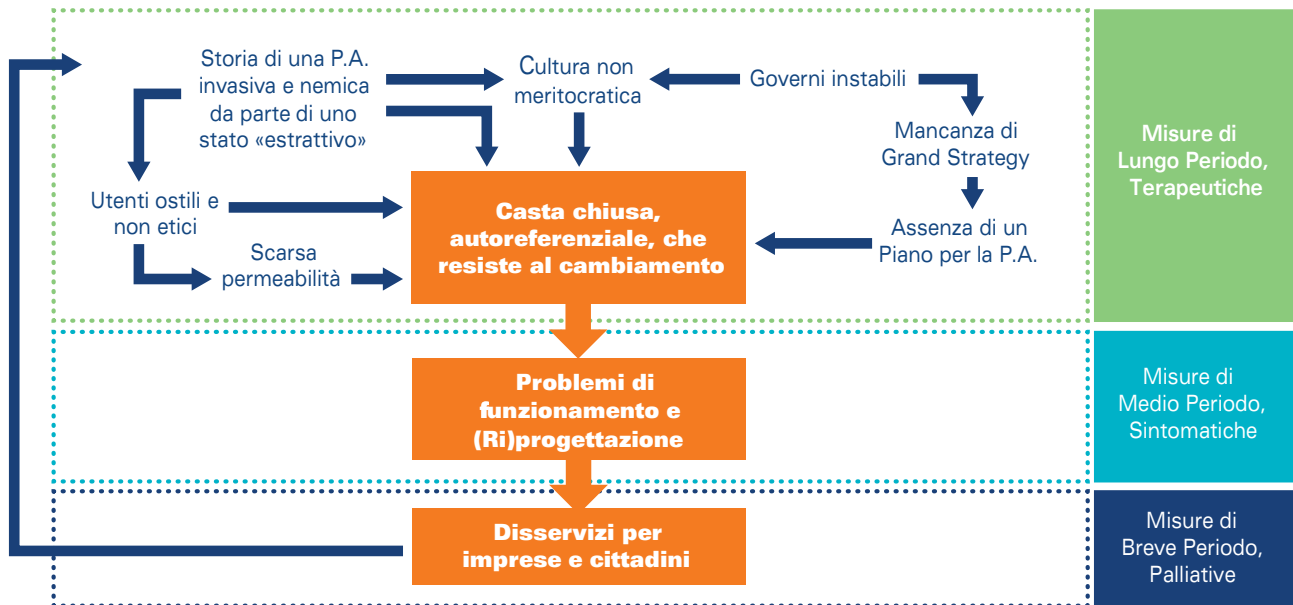 Storia di una P.A.
invasiva e nemica
da parte di uno
stato «estrattivo»
Cultura non
meritocratica
Governi instabili
Mancanza di
Grand Strategy
Utenti ostili e
non etici
Scarsa
permeabilità
Casta chiusa,
autoreferenziale, che
resiste al cambiamento
Assenza di un
Piano per la P.A.
Misure di
Lungo Periodo,
Terapeutiche
Problemi di
funzionamento e
(Ri)progettazione
Misure di
Medio Periodo,
Sintomatiche
Disservizi per
imprese e cittadini
Misure di
Breve Periodo,
Palliative